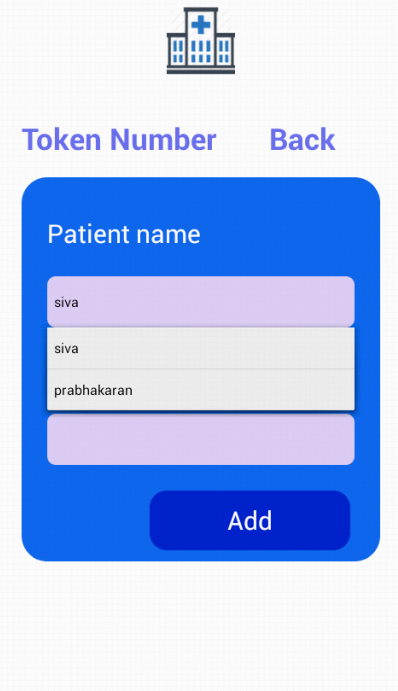 Token Number Back
Patient name
siva
siva
prabhakaran
Add